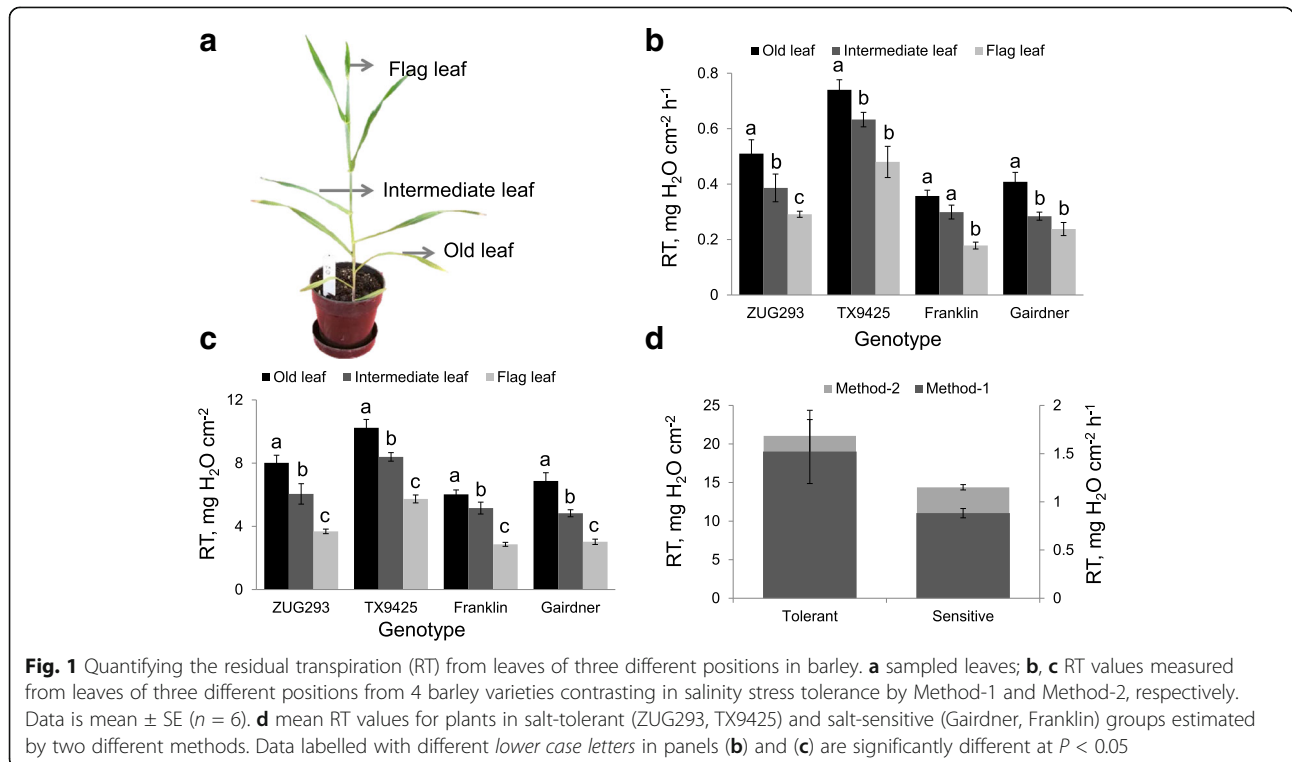 a
Flag leaf
Intermediate leaf
Old leaf
b
Old leaf Intermediate leaf Flag leaf
RT, mg H₂O cm⁻² h⁻¹
0.8
0.6
0.4
0.2
0
a b c
a b b
a a b
a b b
ZUG293 TX9425 Franklin Gairdner
Genotype
c
Old leaf Intermediate leaf Flag leaf
RT, mg H₂O cm⁻²
12
8
4
0
a b c
a b c
a b c
a b c
ZUG293 TX9425 Franklin Gairdner
Genotype
d
Method-2 Method-1
RT, mg H₂O cm⁻²
25
20
15
10
5
0
2
1.5
1
0.5
0
RT, mg H₂O cm⁻² h⁻¹
Tolerant Sensitive
Fig. 1 Quantifying the residual transpiration (RT) from leaves of three different positions in barley. a sampled leaves; b, c RT values measured
from leaves of three different positions from 4 barley varieties contrasting in salinity stress tolerance by Method-1 and Method-2, respectively.
Data is mean ± SE (n = 6). d mean RT values for plants in salt-tolerant (ZUG293, TX9425) and salt-sensitive (Gairdner, Franklin) groups estimated
by two different methods. Data labelled with different lower case letters in panels (b) and (c) are significantly different at P < 0.05